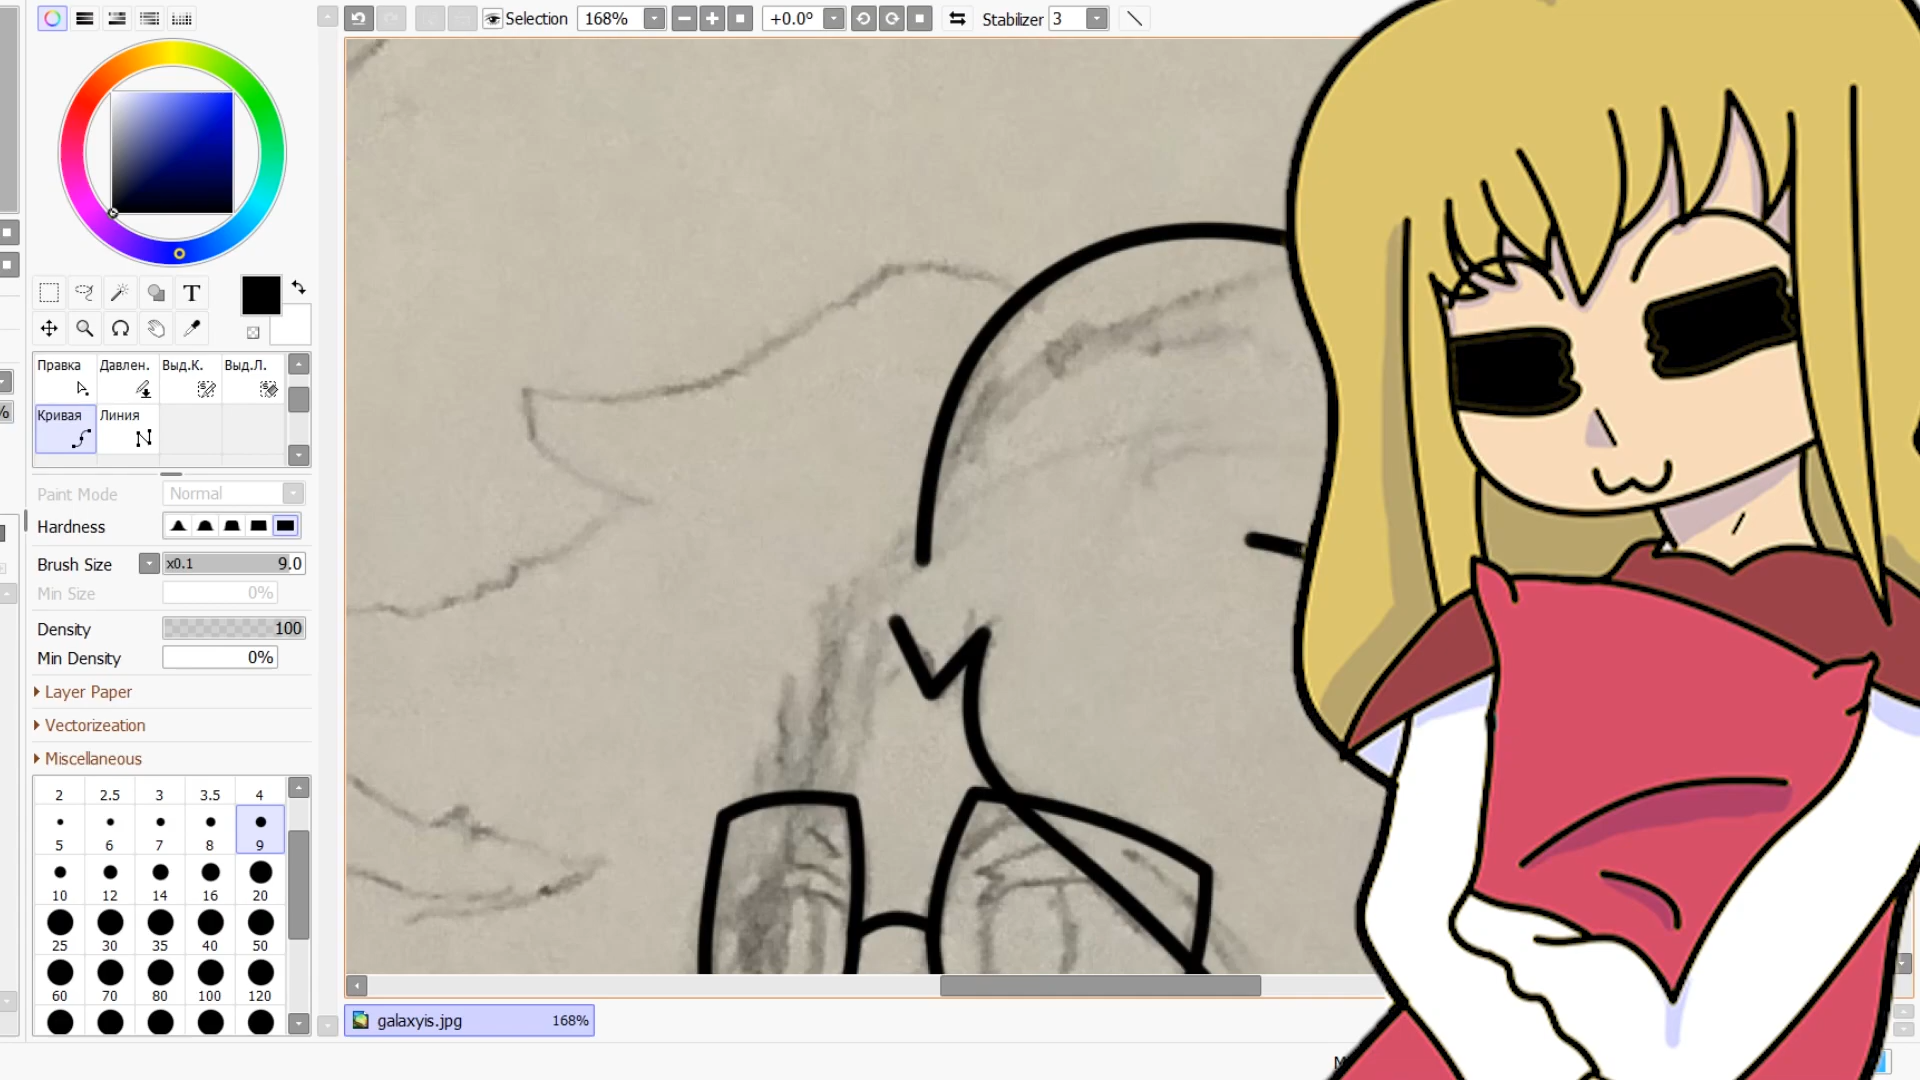 Selection 168% +0.0° Stabilizer 3
T
Правка Давлен. Выд.К. Выд.Л.
Кривая Линия
%
Paint Mode Normal
Hardness
Brush Size x0.1 9.0
Min Size 0%
Density 100
Min Density 0%
Layer Paper
Vectorizeation
Miscellaneous
2 2.5 3 3.5 4
5 6 7 8 9
10 12 14 16 20
25 30 35 40 50
60 70 80 100 120
galaxyis.jpg 168%